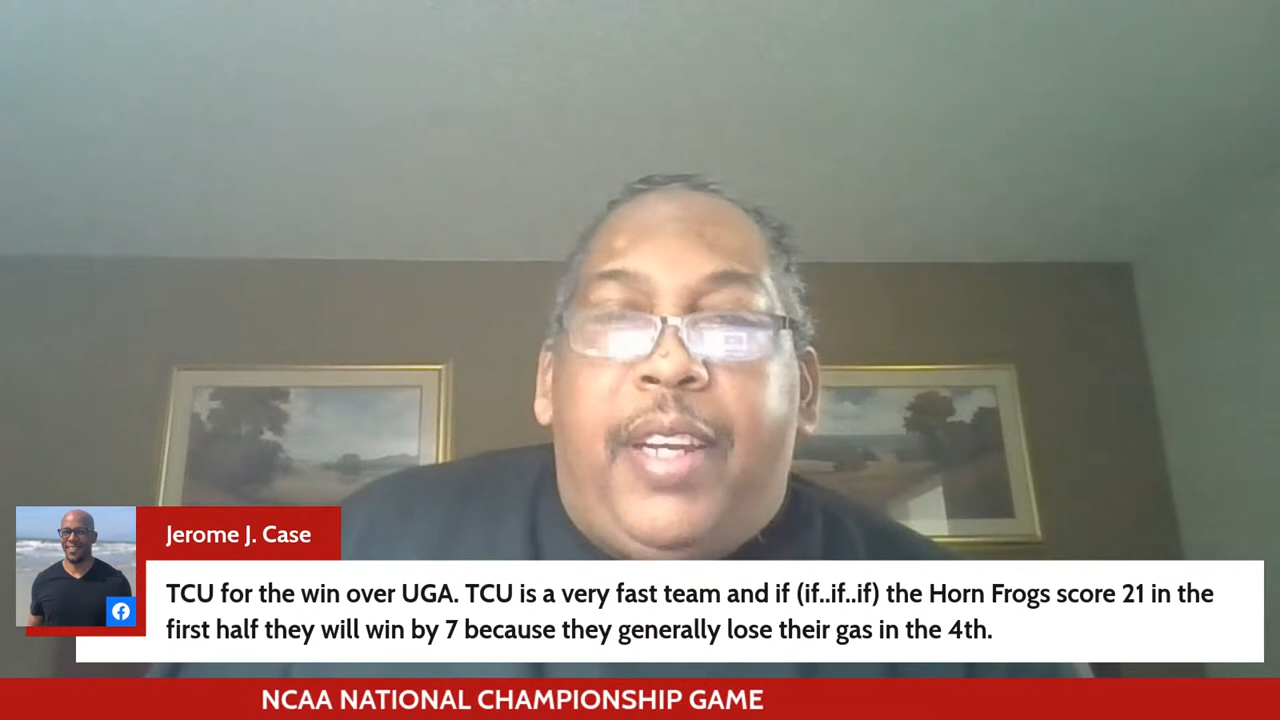 Jerome J. Case
TCU for the win over UGA. TCU is a very fast team and if (if..if..if) the Horn Frogs score 21 in the
first half they will win by 7 because they generally lose their gas in the 4th.
NCAA NATIONAL CHAMPIONSHIP GAME